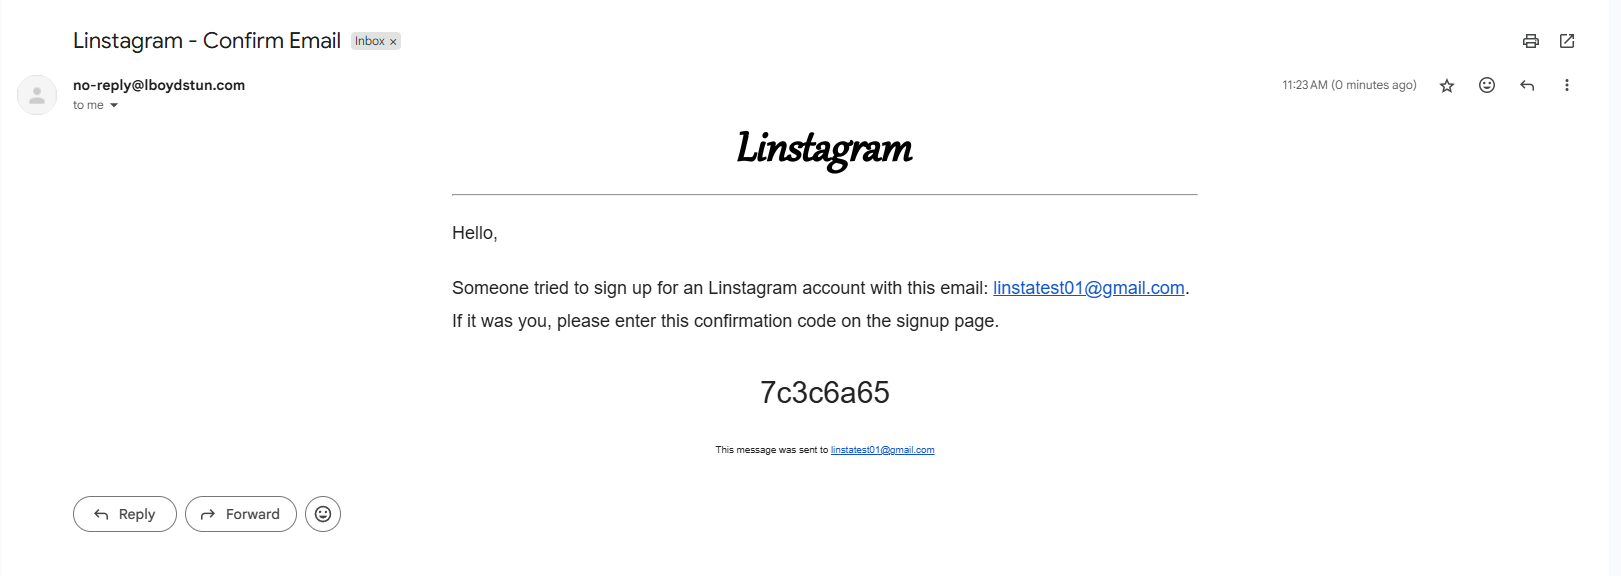 Linstagram - Confirm Email Inbox ×
no-reply@lboydstun.com 11:23 AM (0 minutes ago)
to me
Linstagram
Hello,
Someone tried to sign up for an Linstagram account with this email: linstatest01@gmail.com.
If it was you, please enter this confirmation code on the signup page.
7c3c6a65
This message was sent to linstatest01@gmail.com
Reply Forward